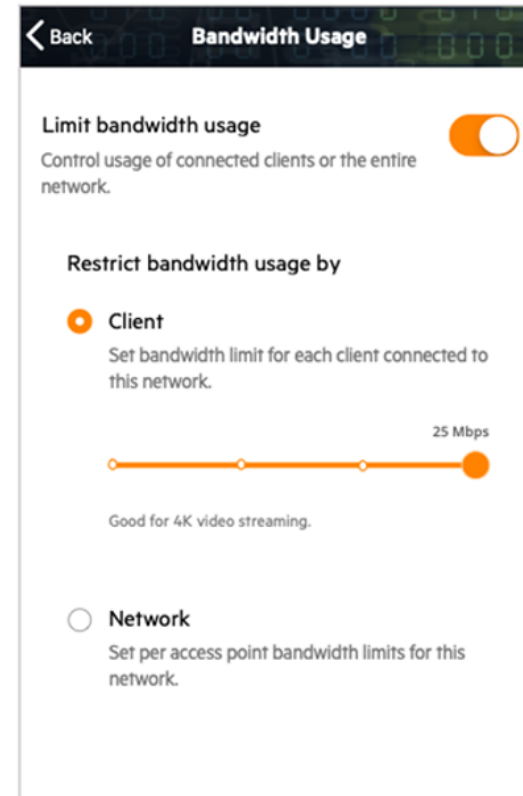 Back
Bandwidth Usage
Limit bandwidth usage
Control usage of connected clients or the entire
network.
Restrict bandwidth usage by
Client
Set bandwidth limit for each client connected to
this network.
25 Mbps
Good for 4K video streaming.
Network
Set per access point bandwidth limits for this
network.